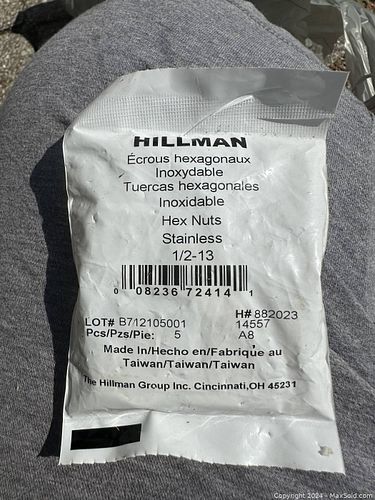 HILLMAN
Écrous hexagonaux
Inoxydable
Tuercas hexagonales
Inoxidable
Hex Nuts
Stainless
1/2-13
0 08236 72414 1
H# 882023
LOT# B712105001 14557
Pcs/Pzs/Pie: 5 A8
Made In/Hecho en/Fabriqué au
Taiwan/Taiwan/Taiwan
The Hillman Group Inc. Cincinnati,OH 45231
Copyright 2024 - MaxSold.com